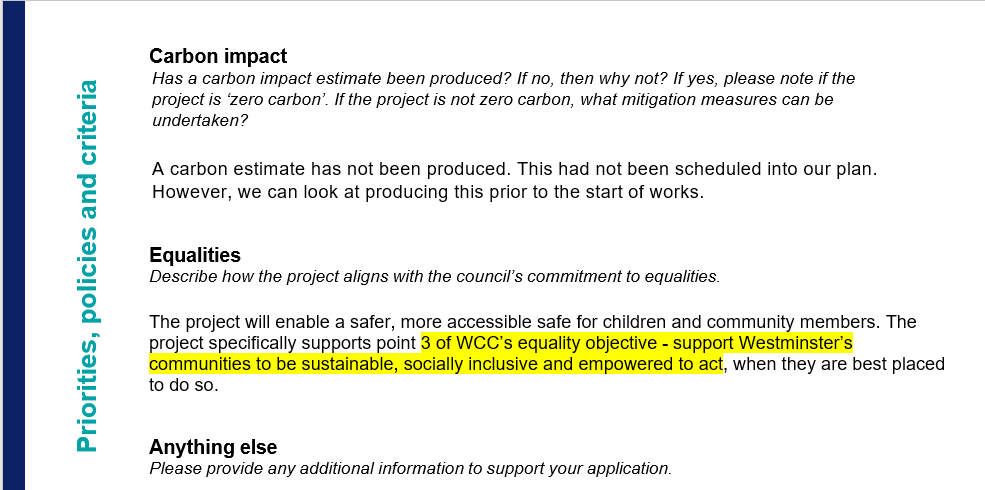 Priorities, policies and criteria
Carbon impact
Has a carbon impact estimate been produced? If no, then why not? If yes, please note if the
project is ‘zero carbon’. If the project is not zero carbon, what mitigation measures can be
undertaken?
A carbon estimate has not been produced. This had not been scheduled into our plan.
However, we can look at producing this prior to the start of works.
Equalities
Describe how the project aligns with the council’s commitment to equalities.
The project will enable a safer, more accessible safe for children and community members. The
project specifically supports point 3 of WCC’s equality objective - support Westminster’s
communities to be sustainable, socially inclusive and empowered to act, when they are best placed
to do so.
Anything else
Please provide any additional information to support your application.